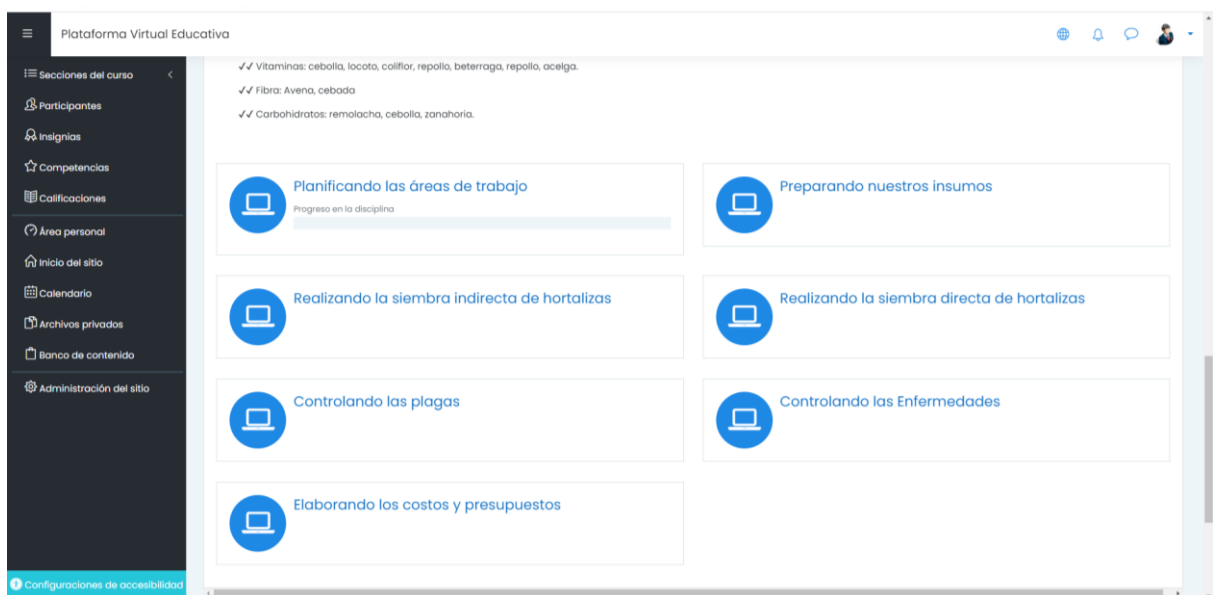 Plataforma Virtual Educativa
Secciones del curso
Participantes
Insignias
Competencias
Calificaciones
Área personal
Inicio del sitio
Calendario
Archivos privados
Banco de contenido
Administración del sitio
Configuraciones de accesibilidad
✓✓ Vitaminas: cebolla, locoto, coliflor, repollo, beterraga, repollo, acelga.
✓✓ Fibra: Avena, cebada
✓✓ Carbohidratos: remolacha, cebolla, zanahoria.
Planificando las áreas de trabajo
Progreso en la disciplina
Preparando nuestros insumos
Realizando la siembra indirecta de hortalizas
Realizando la siembra directa de hortalizas
Controlando las plagas
Controlando las Enfermedades
Elaborando los costos y presupuestos